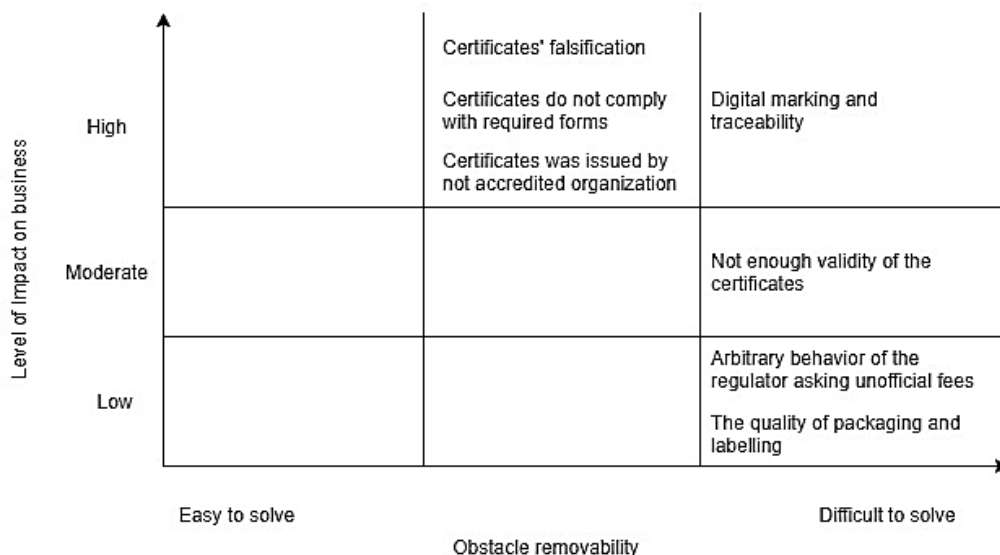 Level of Impact on business
High
Certificates' falsification
Certificates do not comply
with required forms
Certificates was issued by
not accredited organization
Digital marking and
traceability
Moderate
Not enough validity of the
certificates
Low
Arbitrary behavior of the
regulator asking unofficial fees
The quality of packaging and
labelling
Easy to solve
Difficult to solve
Obstacle removability